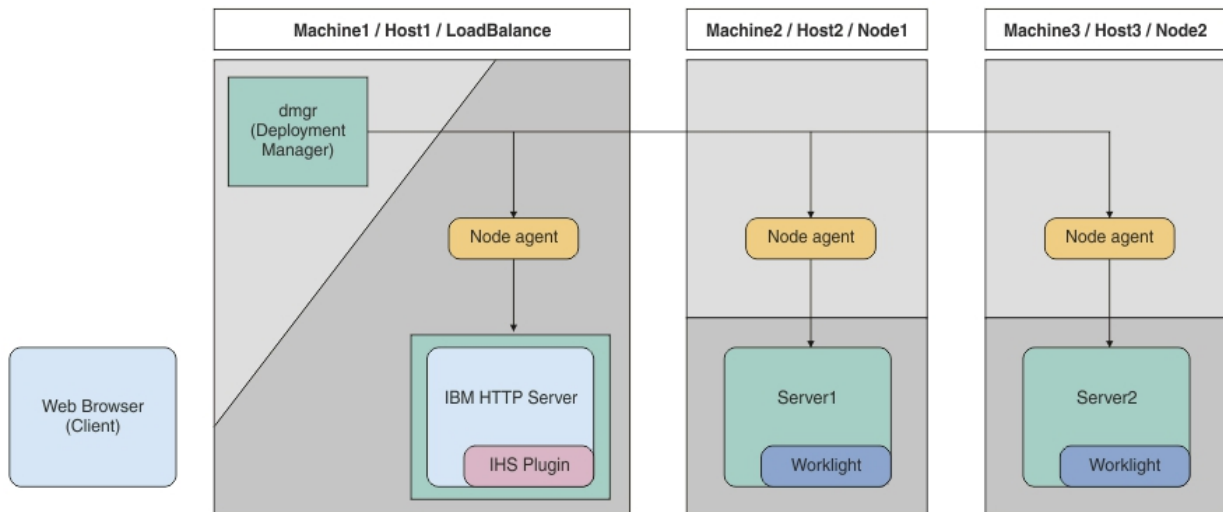 Machine1 / Host1 / LoadBalance
Machine2 / Host2 / Node1
Machine3 / Host3 / Node2
dmgr
(Deployment
Manager)
Node agent
Node agent
Node agent
Web Browser
(Client)
IBM HTTP Server
IHS Plugin
Server1
Worklight
Server2
Worklight